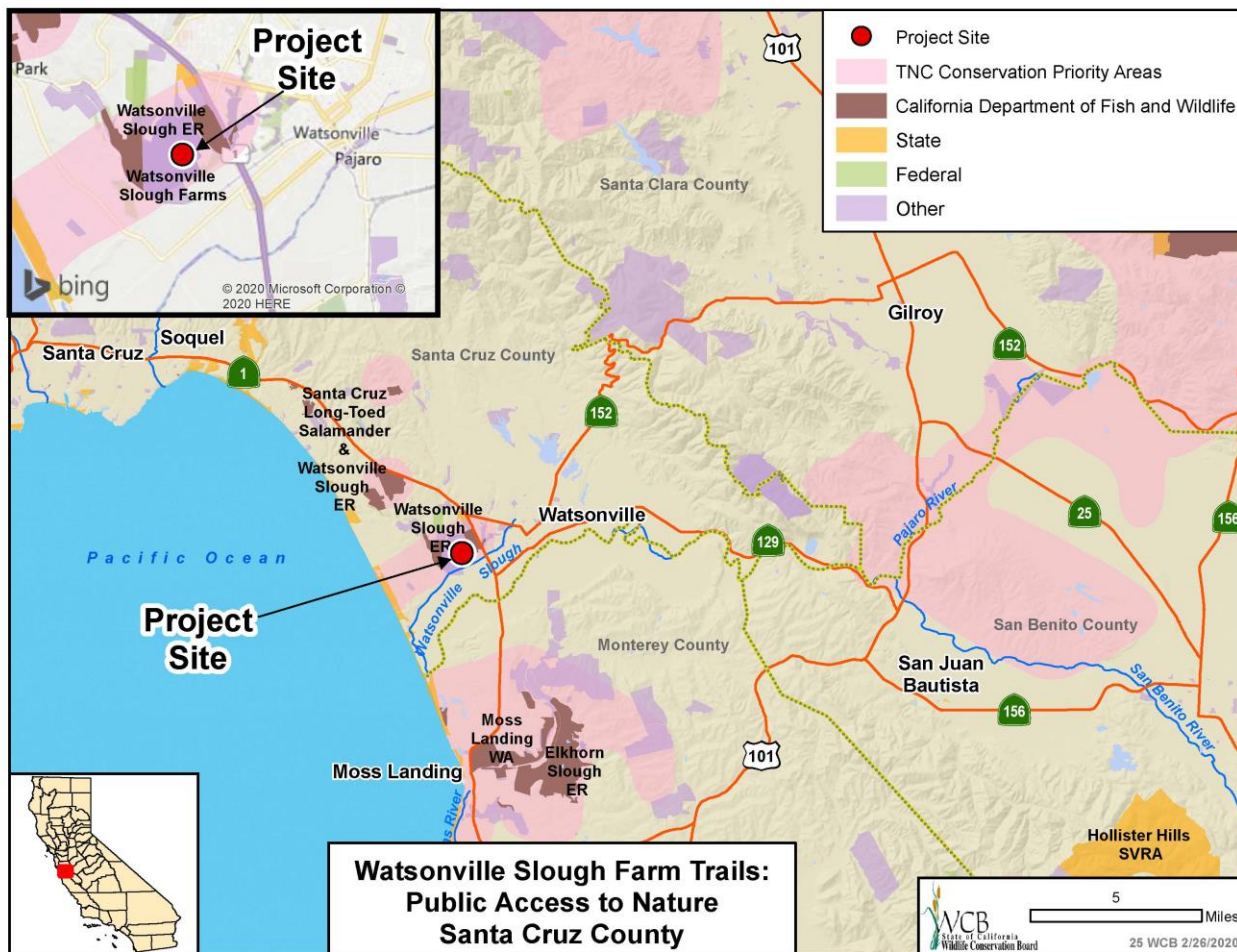 Project
Site
Park
Watsonville
Slough ER
Watsonville
Pajaro
1
Watsonville
Slough Farms
bing
© 2020 Microsoft Corporation ©
2020 HERE
Project Site
TNC Conservation Priority Areas
California Department of Fish and Wildlife
State
Federal
Other
101
Santa Clara County
Gilroy
152
Soquel
Santa Cruz
1
Santa Cruz County
Santa Cruz
Long-Toed
Salamander
&
Watsonville
Slough
ER
152
Watsonville
Slough
ER
Watsonville
129
Pajaro River
25
156
Pacific Ocean
Watsonville Slough
Project
Site
Monterey County
San Benito County
San Juan
Bautista
San Benito River
156
Moss
Landing
WA
Elkhorn
Slough
ER
101
Moss Landing
River
Hollister Hills
SVRA
Watsonville Slough Farm Trails:
Public Access to Nature
Santa Cruz County
WCB
State of California
Wildlife Conservation Board
5
Miles
25 WCB 2/26/2020